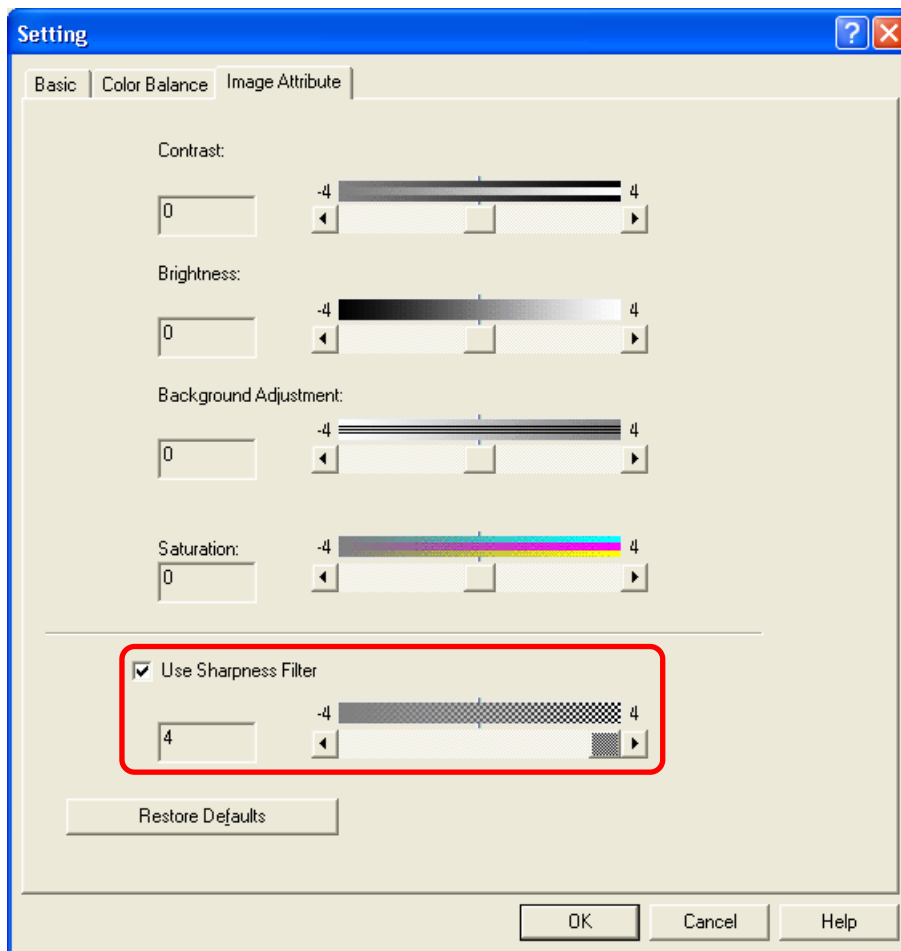 Setting
Basic Color Balance Image Attribute
Contrast:
-4 4
0
Brightness:
-4 4
0
Background Adjustment:
-4 4
0
Saturation: -4 4
0
Use Sharpness Filter
-4 4
4
Restore Defaults
OK Cancel Help